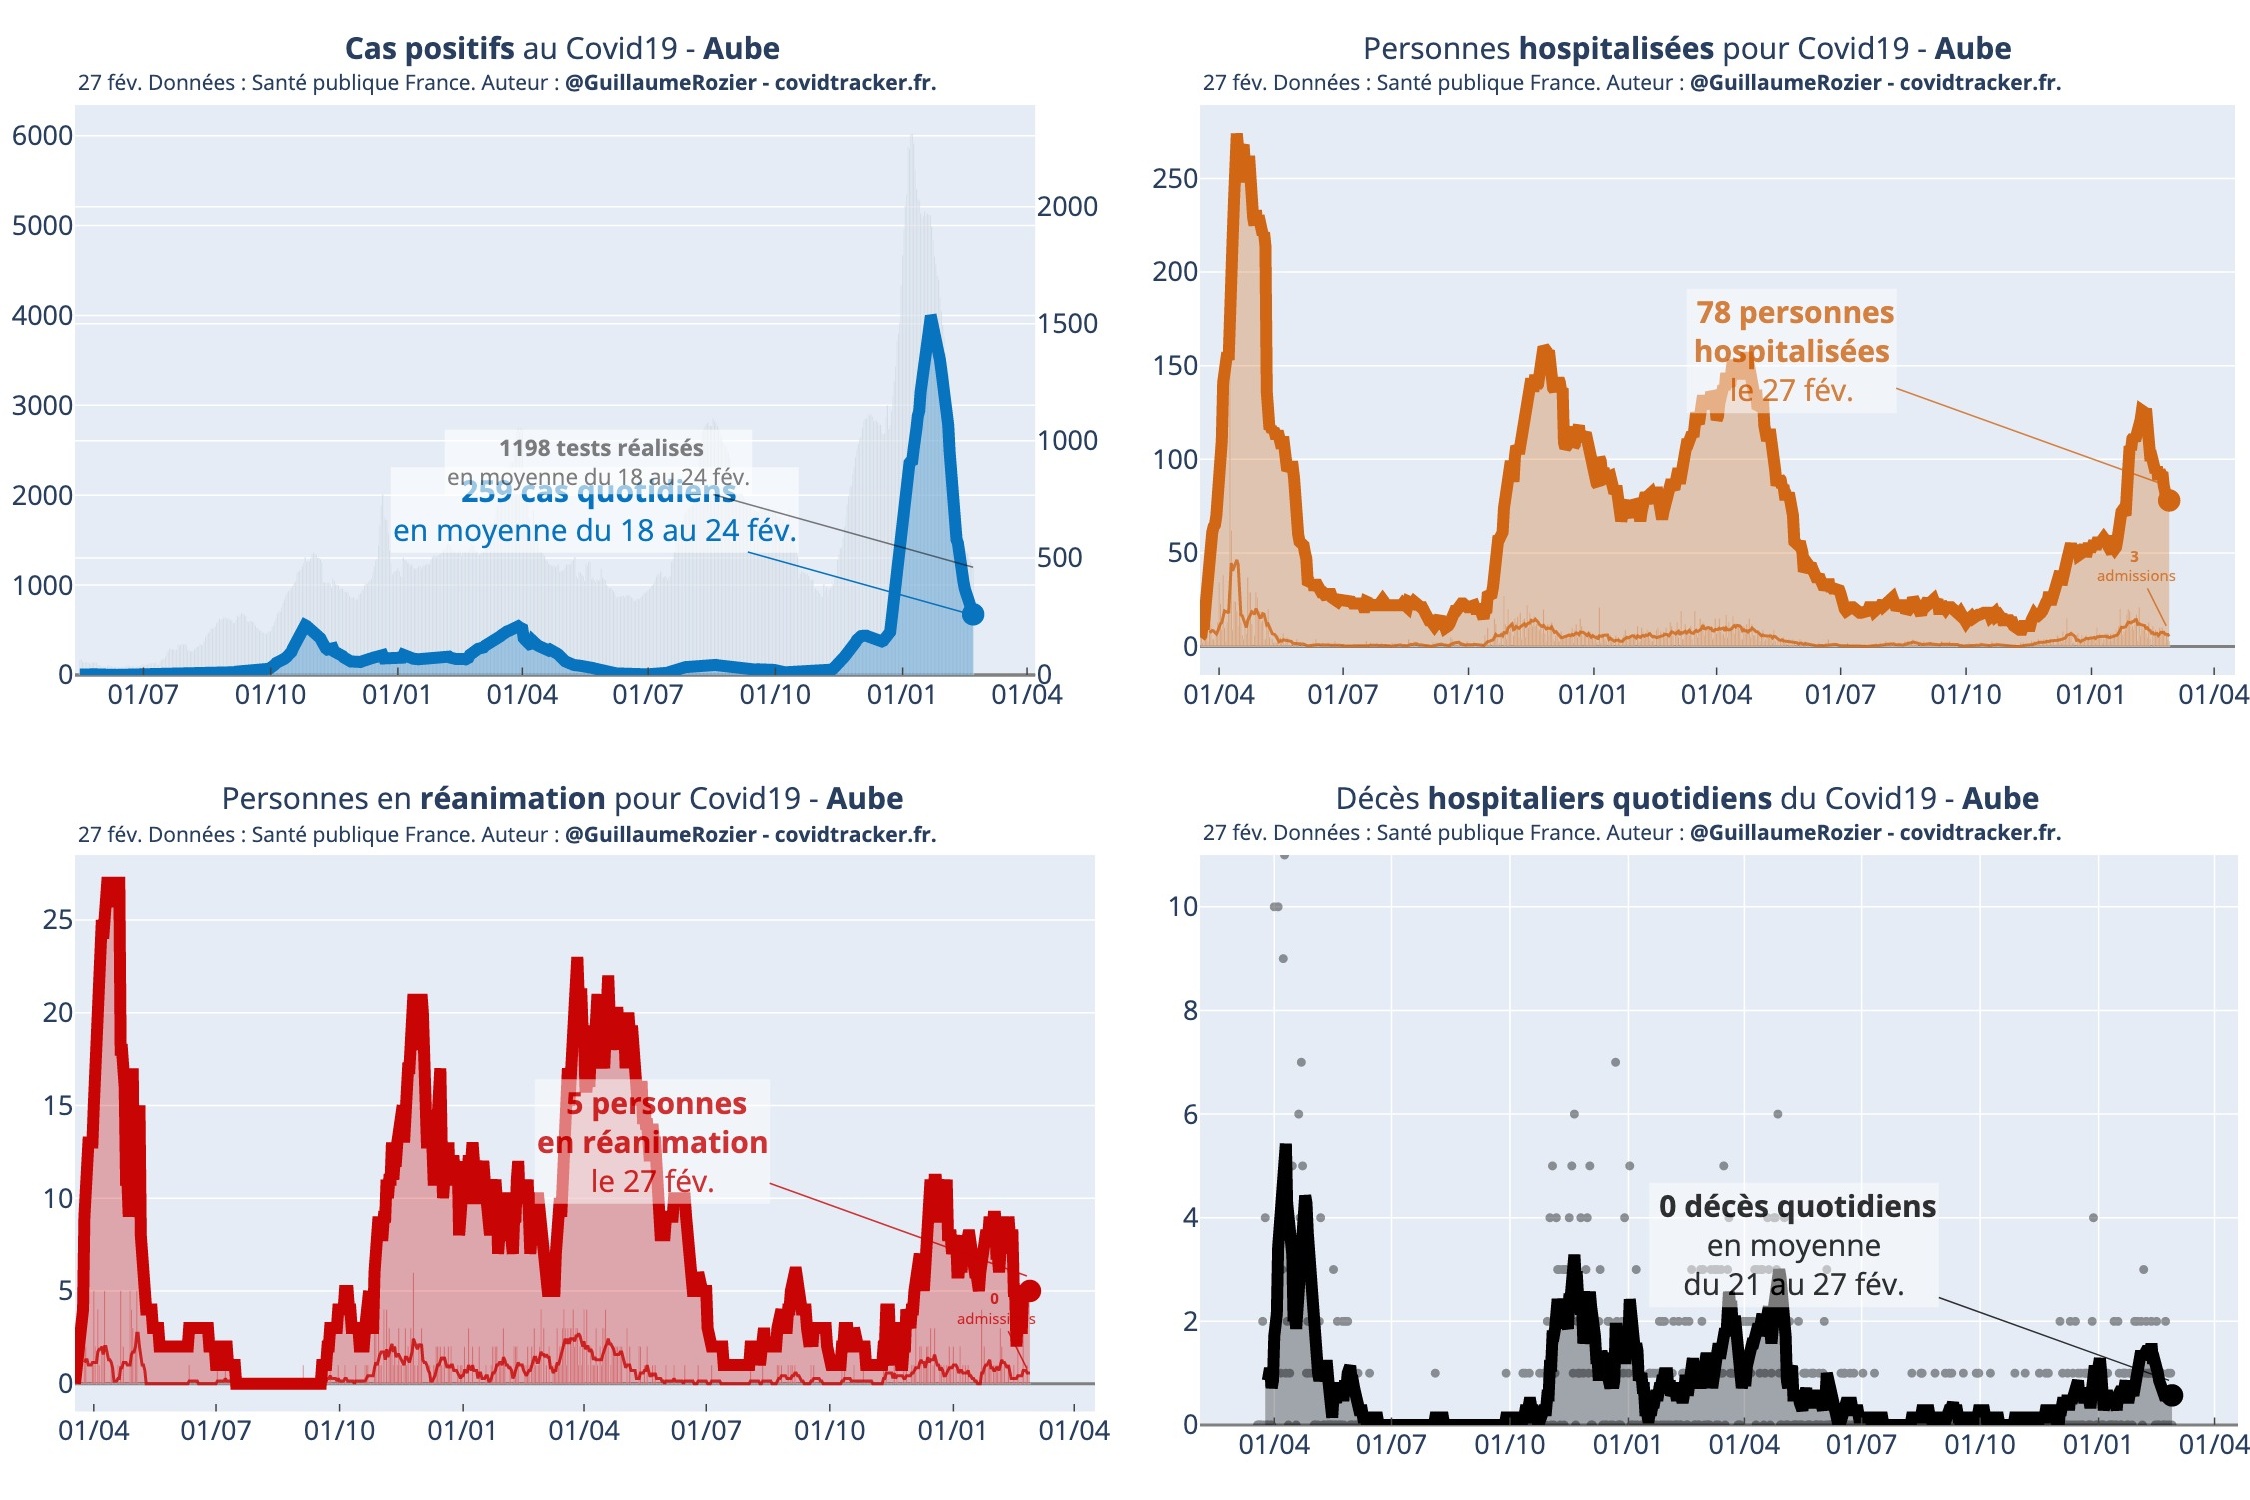 Cas positifs au Covid19 - Aube
27 fév. Données : Santé publique France. Auteur : @GuillaumeRozier - covidtracker.fr.
6000
5000
4000
3000
2000
1000
0
2000
1500
1000
500
0
1198 tests réalisés
en moyenne du 18 au 24 fév.
259 cas quotidiens
en moyenne du 18 au 24 fév.
01/07 01/10 01/01 01/04 01/07 01/10 01/01 01/04
Personnes hospitalisées pour Covid19 - Aube
27 fév. Données : Santé publique France. Auteur : @GuillaumeRozier - covidtracker.fr.
250
200
150
100
50
0
78 personnes
hospitalisées
le 27 fév.
3
admissions
01/04 01/07 01/10 01/01 01/04 01/07 01/10 01/01 01/04
Personnes en réanimation pour Covid19 - Aube
27 fév. Données : Santé publique France. Auteur : @GuillaumeRozier - covidtracker.fr.
25
20
15
10
5
0
5 personnes
en réanimation
le 27 fév.
0
admissions
01/04 01/07 01/10 01/01 01/04 01/07 01/10 01/01 01/04
Décès hospitaliers quotidiens du Covid19 - Aube
27 fév. Données : Santé publique France. Auteur : @GuillaumeRozier - covidtracker.fr.
10
8
6
4
2
0
0 décès quotidiens
en moyenne
du 21 au 27 fév.
01/04 01/07 01/10 01/01 01/04 01/07 01/10 01/01 01/04